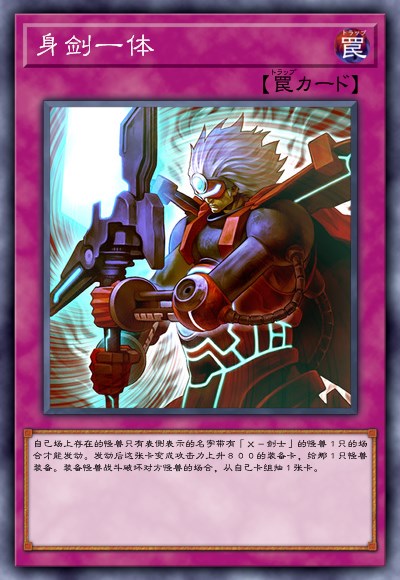 身剑一体
トラップ
罠
トラップ
【罠カード】
自己场上存在的怪兽只有表侧表示的名字带有「Ｘ－剑士」的怪兽１只的场
合才能发动。发动后这张卡变成攻击力上升８００的装备卡，给那１只怪兽
装备。装备怪兽战斗破坏对方怪兽的场合，从自己卡组抽１张卡。